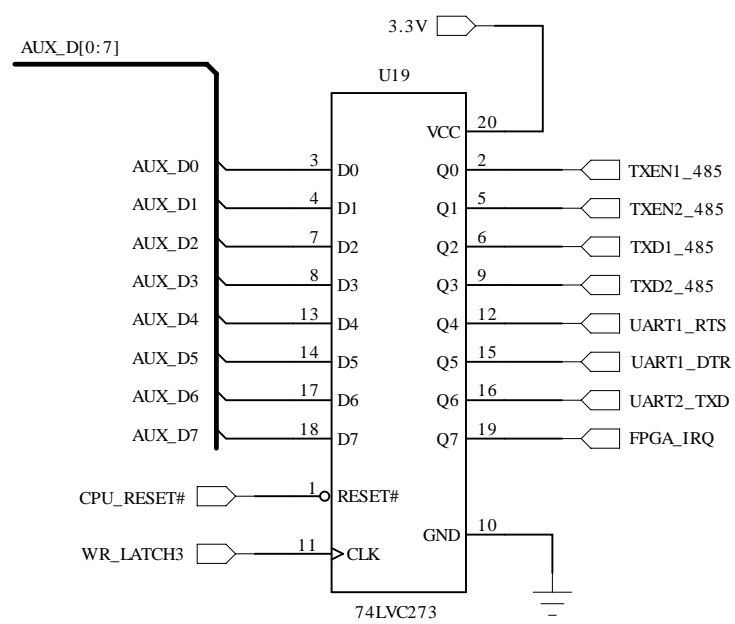 3.3V
AUX_D[0:7]
U19
VCC 20
AUX_D0 3 D0 Q0 2 TXEN1_485
AUX_D1 4 D1 Q1 5 TXEN2_485
AUX_D2 7 D2 Q2 6 TXD1_485
AUX_D3 8 D3 Q3 9 TXD2_485
AUX_D4 13 D4 Q4 12 UART1_RTS
AUX_D5 14 D5 Q5 15 UART1_DTR
AUX_D6 17 D6 Q6 16 UART2_TXD
AUX_D7 18 D7 Q7 19 FPGA_IRQ
CPU_RESET# 1 RESET#
GND 10
WR_LATCH3 11 CLK
74LVC273